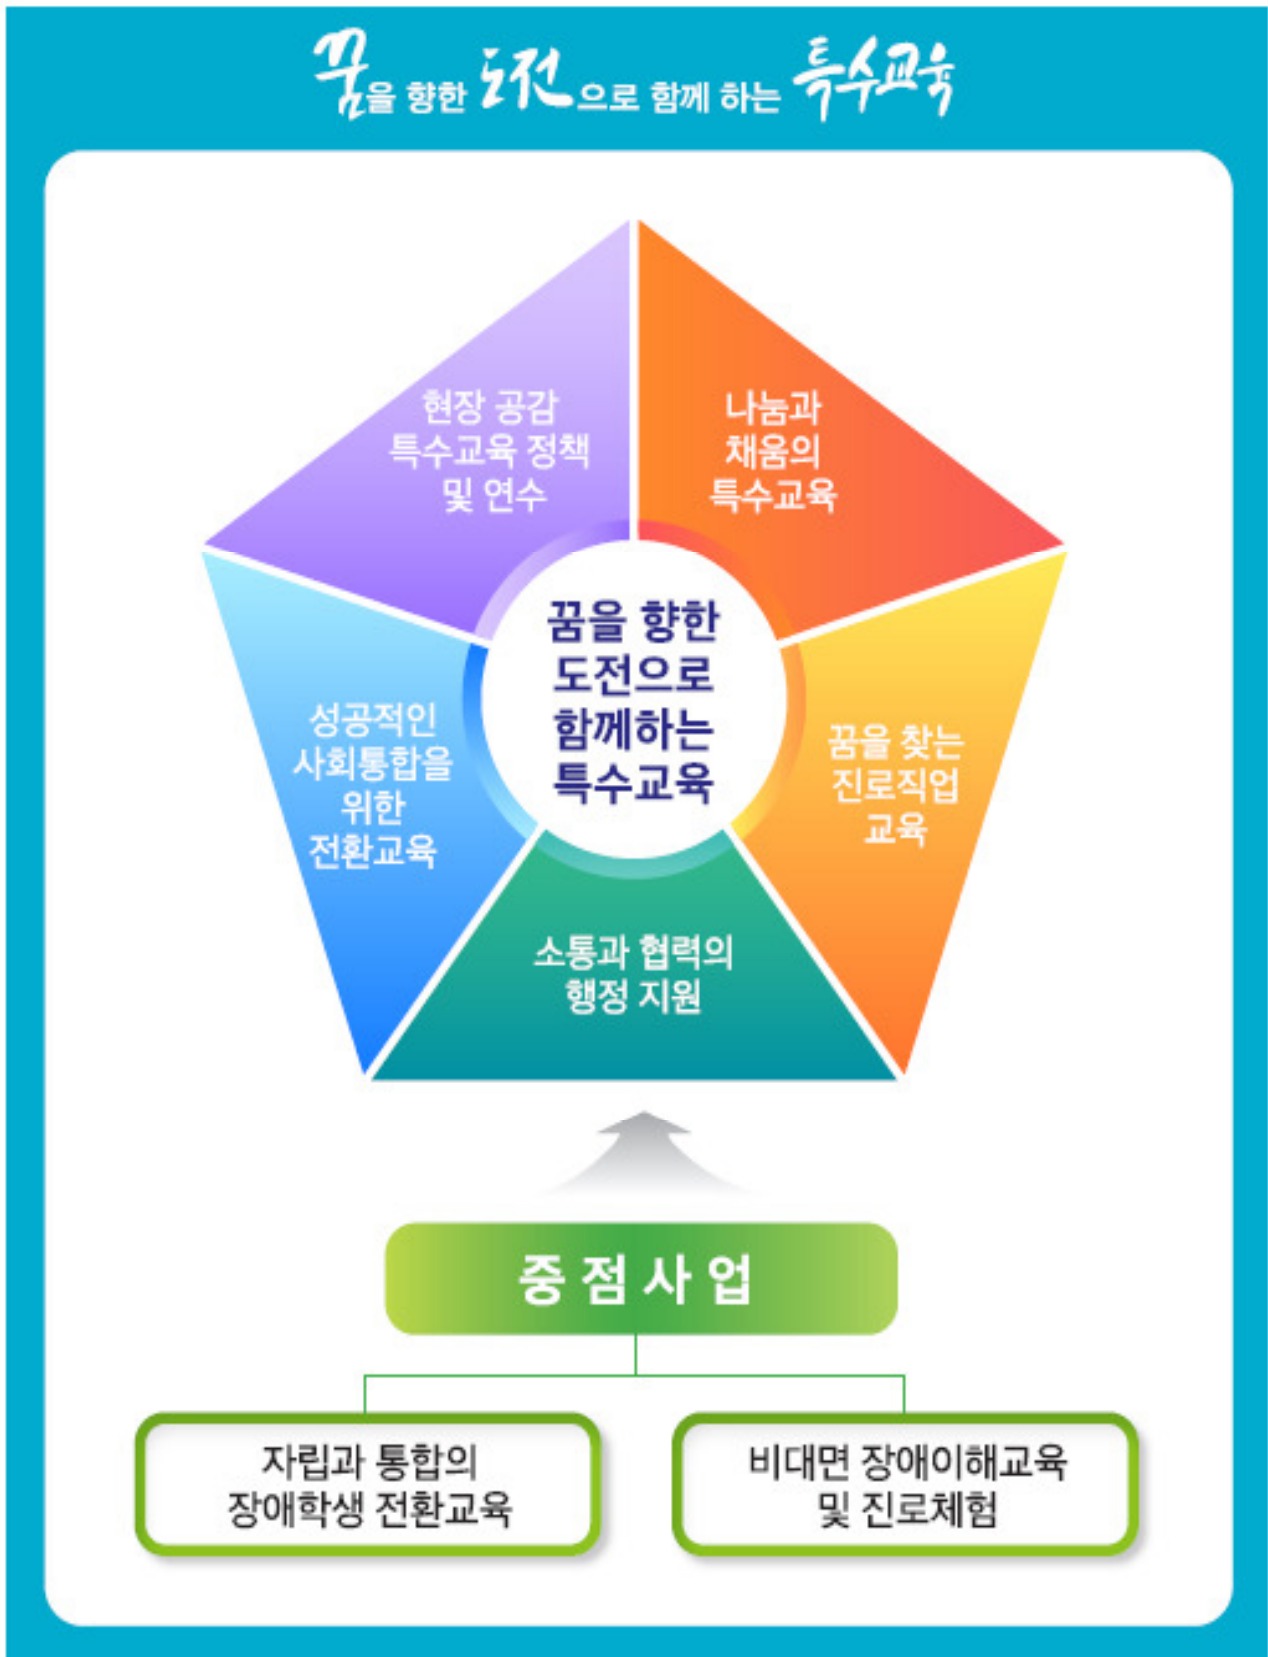 꿈을 향한 도전으로 함께 하는 특수교육
현장 공감
특수교육 정책
및 연수
나눔과
채움의
특수교육
꿈을 향한
도전으로
함께하는
특수교육
성공적인
사회통합을
위한
전환교육
꿈을 찾는
진로직업
교육
소통과 협력의
행정 지원
중점사업
자립과 통합의
장애학생 전환교육
비대면 장애이해교육
및 진로체험